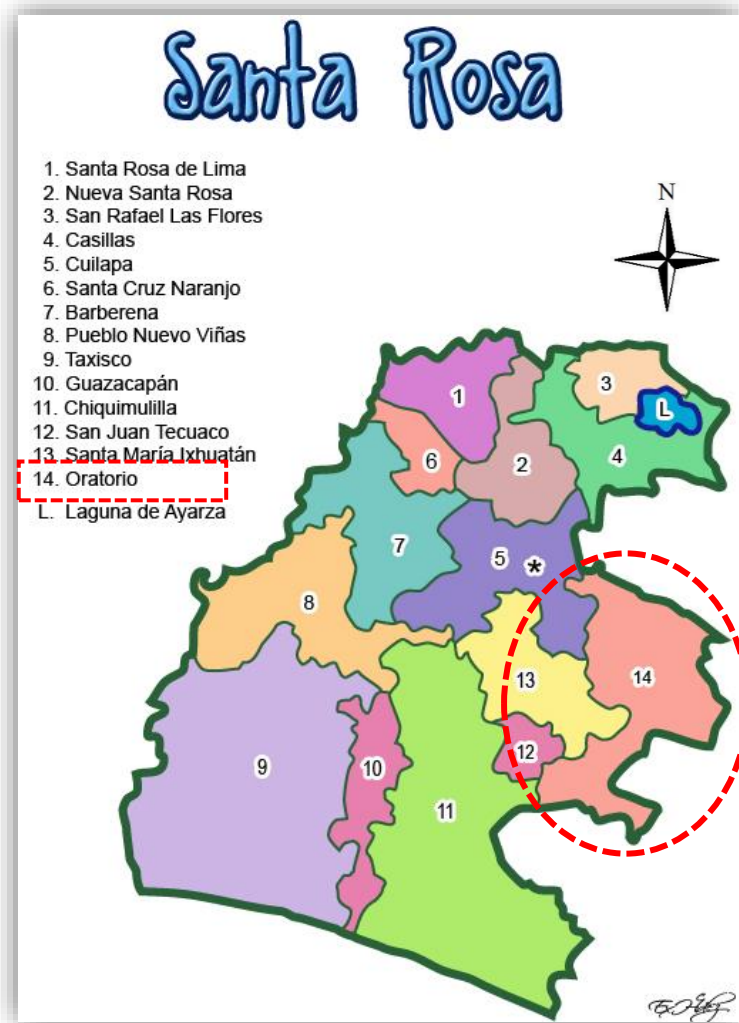 Santa Rosa
1. Santa Rosa de Lima
2. Nueva Santa Rosa
3. San Rafael Las Flores
4. Casillas
5. Cuilapa
6. Santa Cruz Naranjo
7. Barberena
8. Pueblo Nuevo Viñas
9. Taxisco
10. Guazacapán
11. Chiquimulilla
12. San Juan Tecuaco
13. Santa María Ixhuatán
14. Oratorio
L. Laguna de Ayarza
N
3
L
1
4
2
6
7
5 *
8
13
14
12
9
10
11